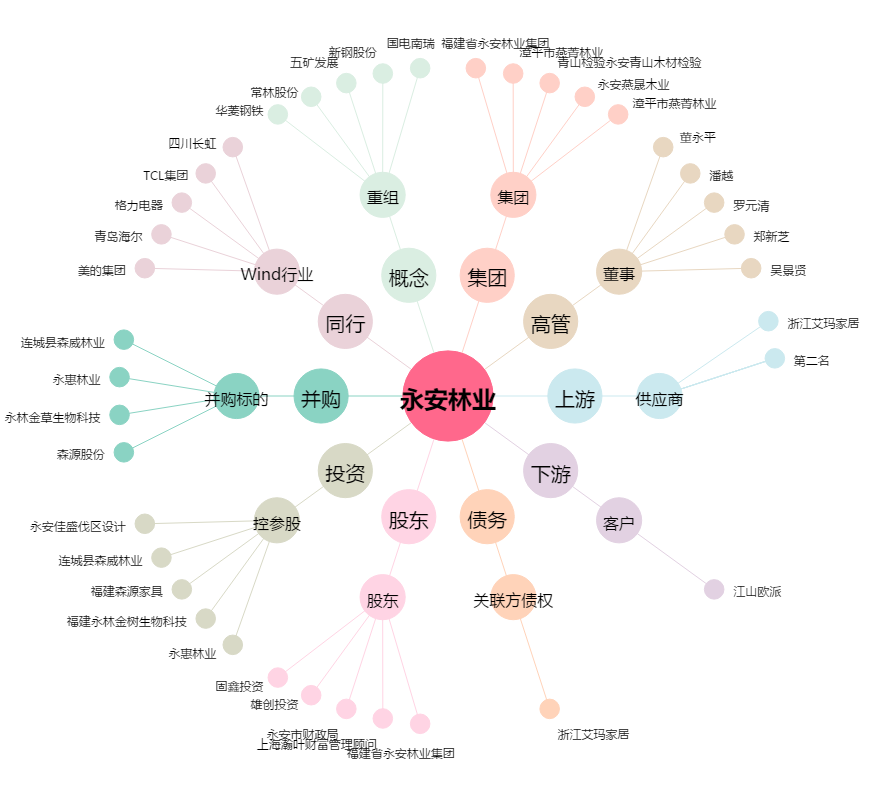 国电南瑞
福建省永安林业集团
新钢股份
漳平市燕菁林业
五矿发展
青山检验永安青山木材检验
常林股份
永安燕晟木业
华菱钢铁
漳平市燕菁林业
四川长虹
董永平
TCL集团
潘越
重组
集团
格力电器
罗元清
青岛海尔
郑新芝
美的集团
Wind行业
概念
集团
董事
吴景贤
同行
高管
浙江艾玛家居
连城县森威林业
第二名
永惠林业
并购标的
并购
永安林业
上游
供应商
永林金草生物科技
森源股份
投资
下游
永安佳盛伐区设计
控参股
股东
债务
客户
连城县森威林业
福建森源家具
江山欧派
股东
关联方债权
福建永林金树生物科技
永惠林业
固鑫投资
雄创投资
永安市财政局
浙江艾玛家居
上海瀚叶财富管理顾问
福建省永安林业集团